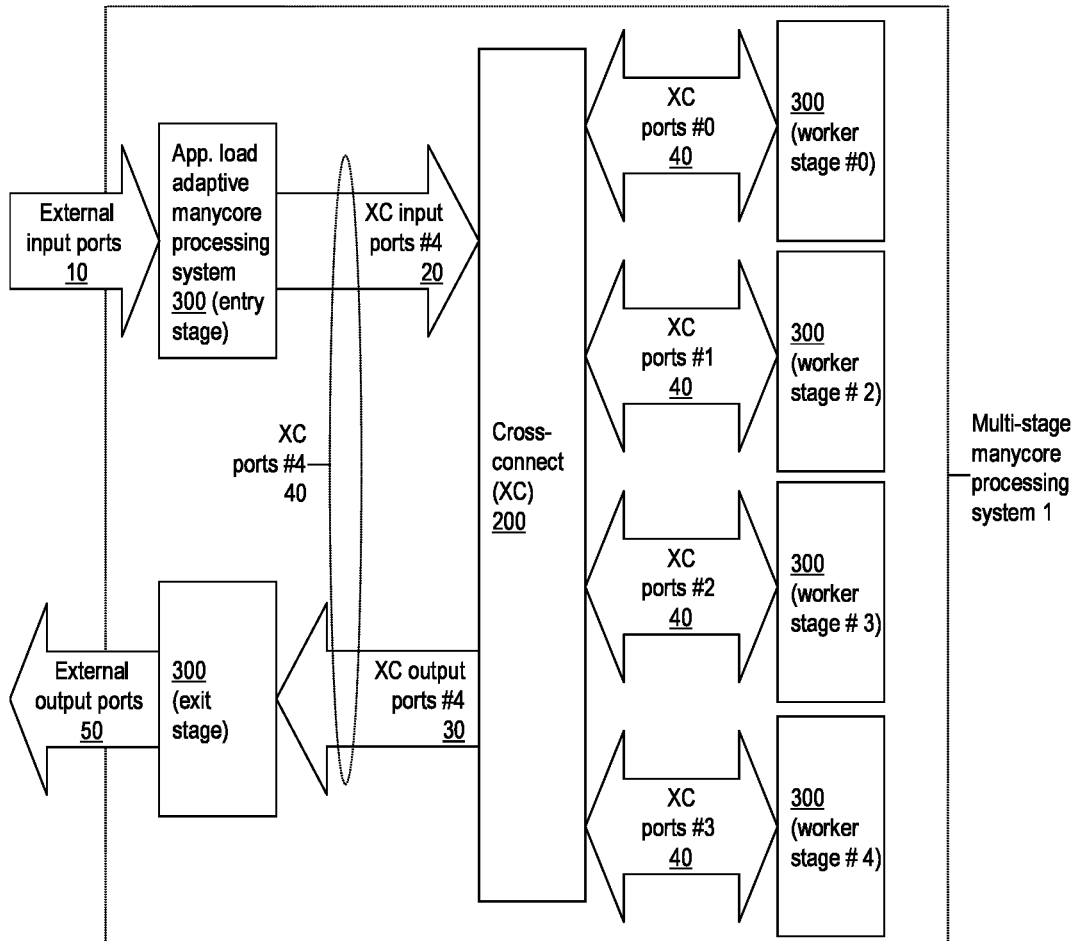 External
input ports
10
App. load
adaptive
manycore
processing
system
300 (entry
stage)
XC input
ports #4
20
XC
ports #4
40
External
output ports
50
300
(exit
stage)
XC output
ports #4
30
Cross-
connect
(XC)
200
XC
ports #0
40
300
(worker
stage #0)
XC
ports #1
40
300
(worker
stage # 2)
XC
ports #2
40
300
(worker
stage # 3)
XC
ports #3
40
300
(worker
stage # 4)
Multi-stage
manycore
processing
system 1